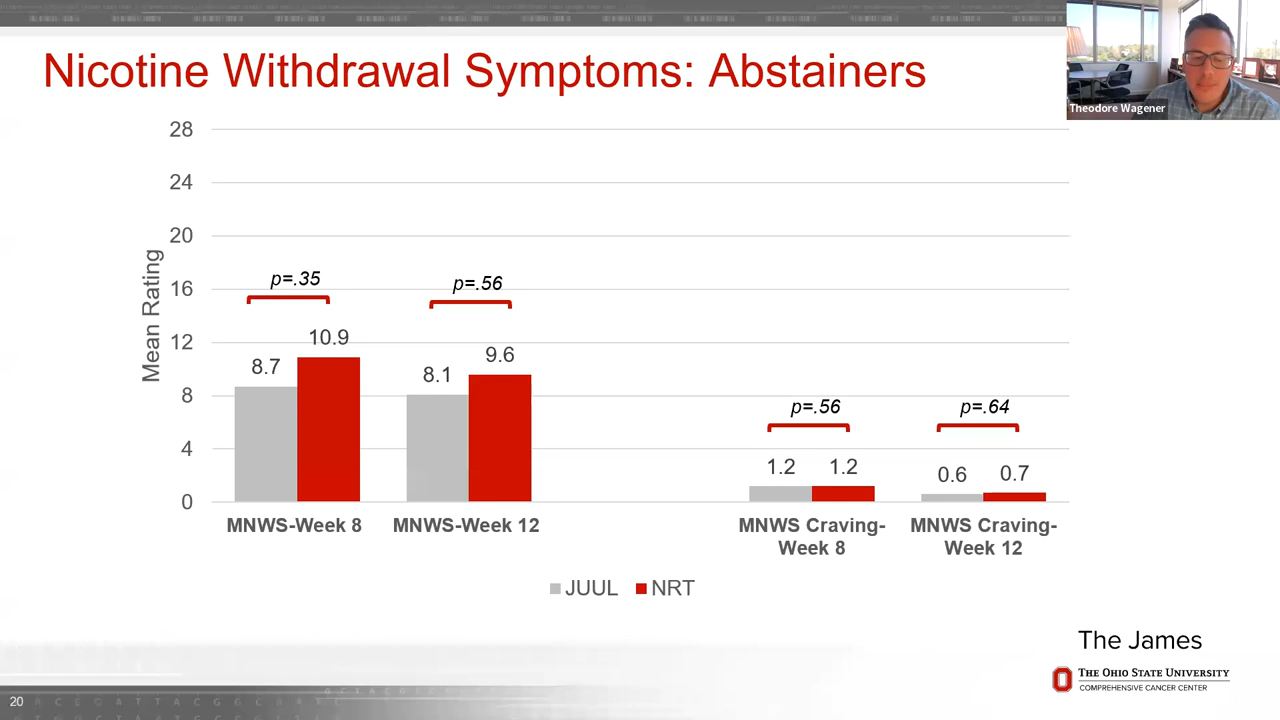 Nicotine Withdrawal Symptoms: Abstainers
Theodore Wagener
28
24
20
16
12
8
4
0
Mean Rating
p=.35
p=.56
p=.56
p=.64
8.7
10.9
8.1
9.6
1.2
1.2
0.6
0.7
MNWS-Week 8
MNWS-Week 12
MNWS Craving-
Week 8
MNWS Craving-
Week 12
JUUL
NRT
The James
THE OHIO STATE UNIVERSITY
COMPREHENSIVE CANCER CENTER
20